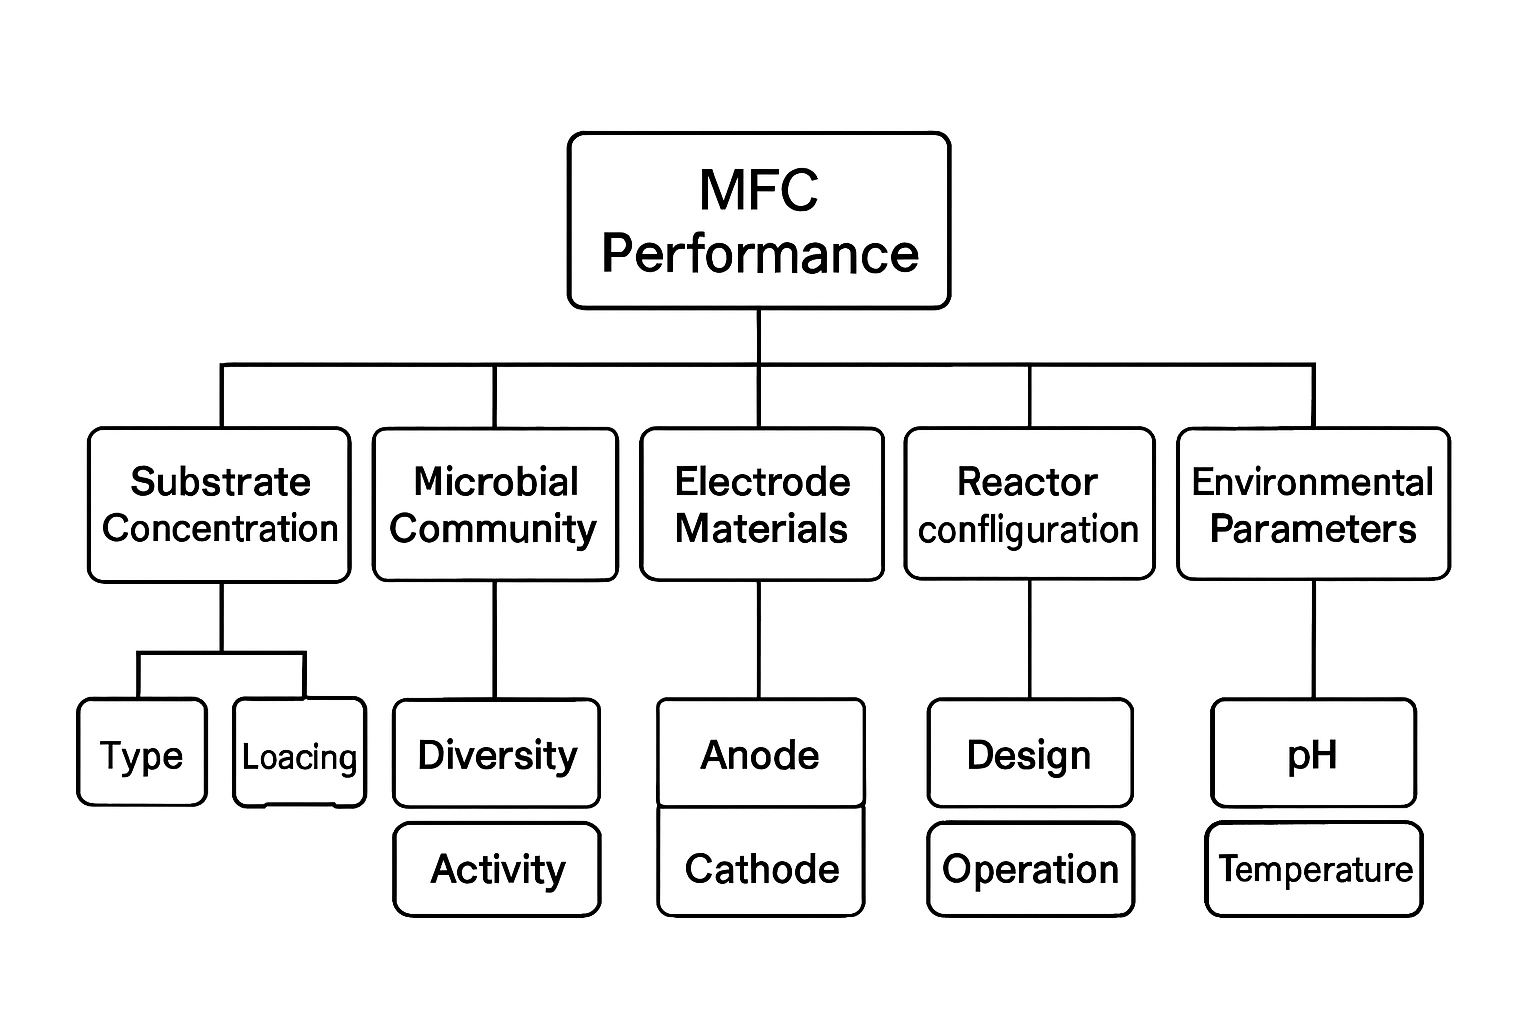 MFC
Performance
Substrate
Concentration
Microbial
Community
Electrode
Materials
Reactor
confliguration
Environmental
Parameters
Type
Loacing
Diversity
Anode
Design
pH
Activity
Cathode
Operation
Temperature